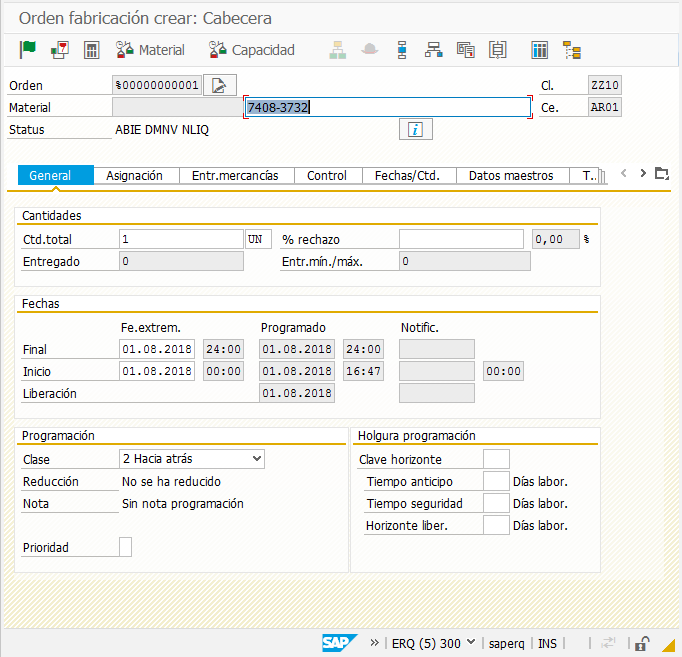 Orden fabricación crear: Cabecera
Material Capacidad
Orden %00000000001 Cl. ZZ10
Material 7408-3732 Ce. AR01
Status ABIE DMNV NLIQ
General Asignación Entr.mercancías Control Fechas/Ctd. Datos maestros T..
Cantidades
Ctd.total 1 UN % rechazo 0,00 %
Entregado 0 Entr.mín./máx. 0
Fechas
Fe.extrem. Programado Notific.
Final 01.08.2018 24:00 01.08.2018 24:00
Inicio 01.08.2018 00:00 01.08.2018 16:47 00:00
Liberación 01.08.2018
Programación Holgura programación
Clase 2 Hacia atrás Clave horizonte
Reducción No se ha reducido Tiempo anticipo Días labor.
Nota Sin nota programación Tiempo seguridad Días labor.
Horizonte liber. Días labor.
Prioridad
SAP ERQ (5) 300 saperq INS